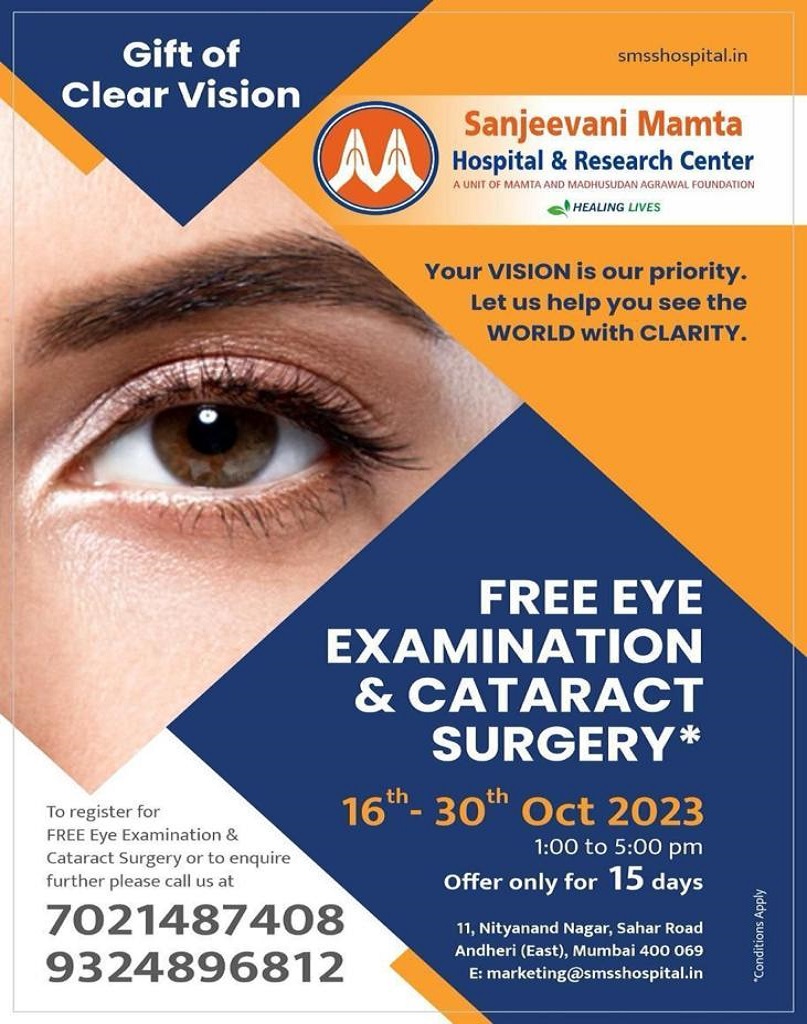 Gift of
Clear Vision
smsshospital.in
Sanjeevani Mamta
Hospital & Research Center
A UNIT OF MAMTA AND MADHUSUDAN AGRAWAL FOUNDATION
HEALING LIVES
Your VISION is our priority.
Let us help you see the
WORLD with CLARITY.
FREE EYE
EXAMINATION
& CATARACT
SURGERY*
16th- 30th Oct 2023
1:00 to 5:00 pm
Offer only for 15 days
11, Nityanand Nagar, Sahar Road
Andheri (East), Mumbai 400 069
E: marketing@smsshospital.in
To register for
FREE Eye Examination &
Cataract Surgery or to enquire
further please call us at
7021487408
9324896812
*Conditions Apply